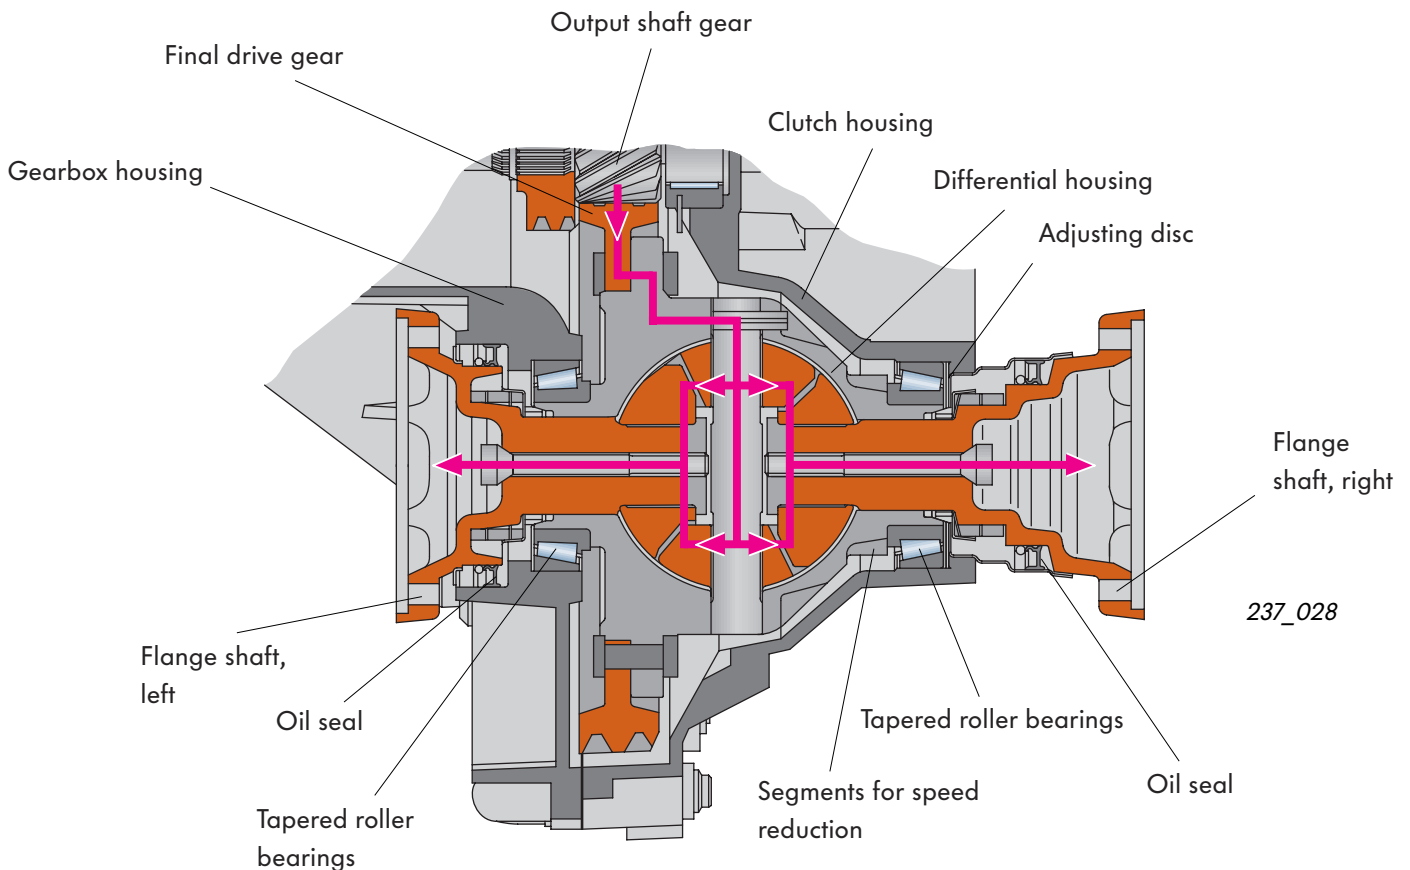 Output shaft gear
Final drive gear
Clutch housing
Gearbox housing
Differential housing
Adjusting disc
Flange
shaft, right
237_028
Flange shaft,
left
Oil seal
Tapered roller bearings
Oil seal
Segments for speed
reduction
Tapered roller
bearings